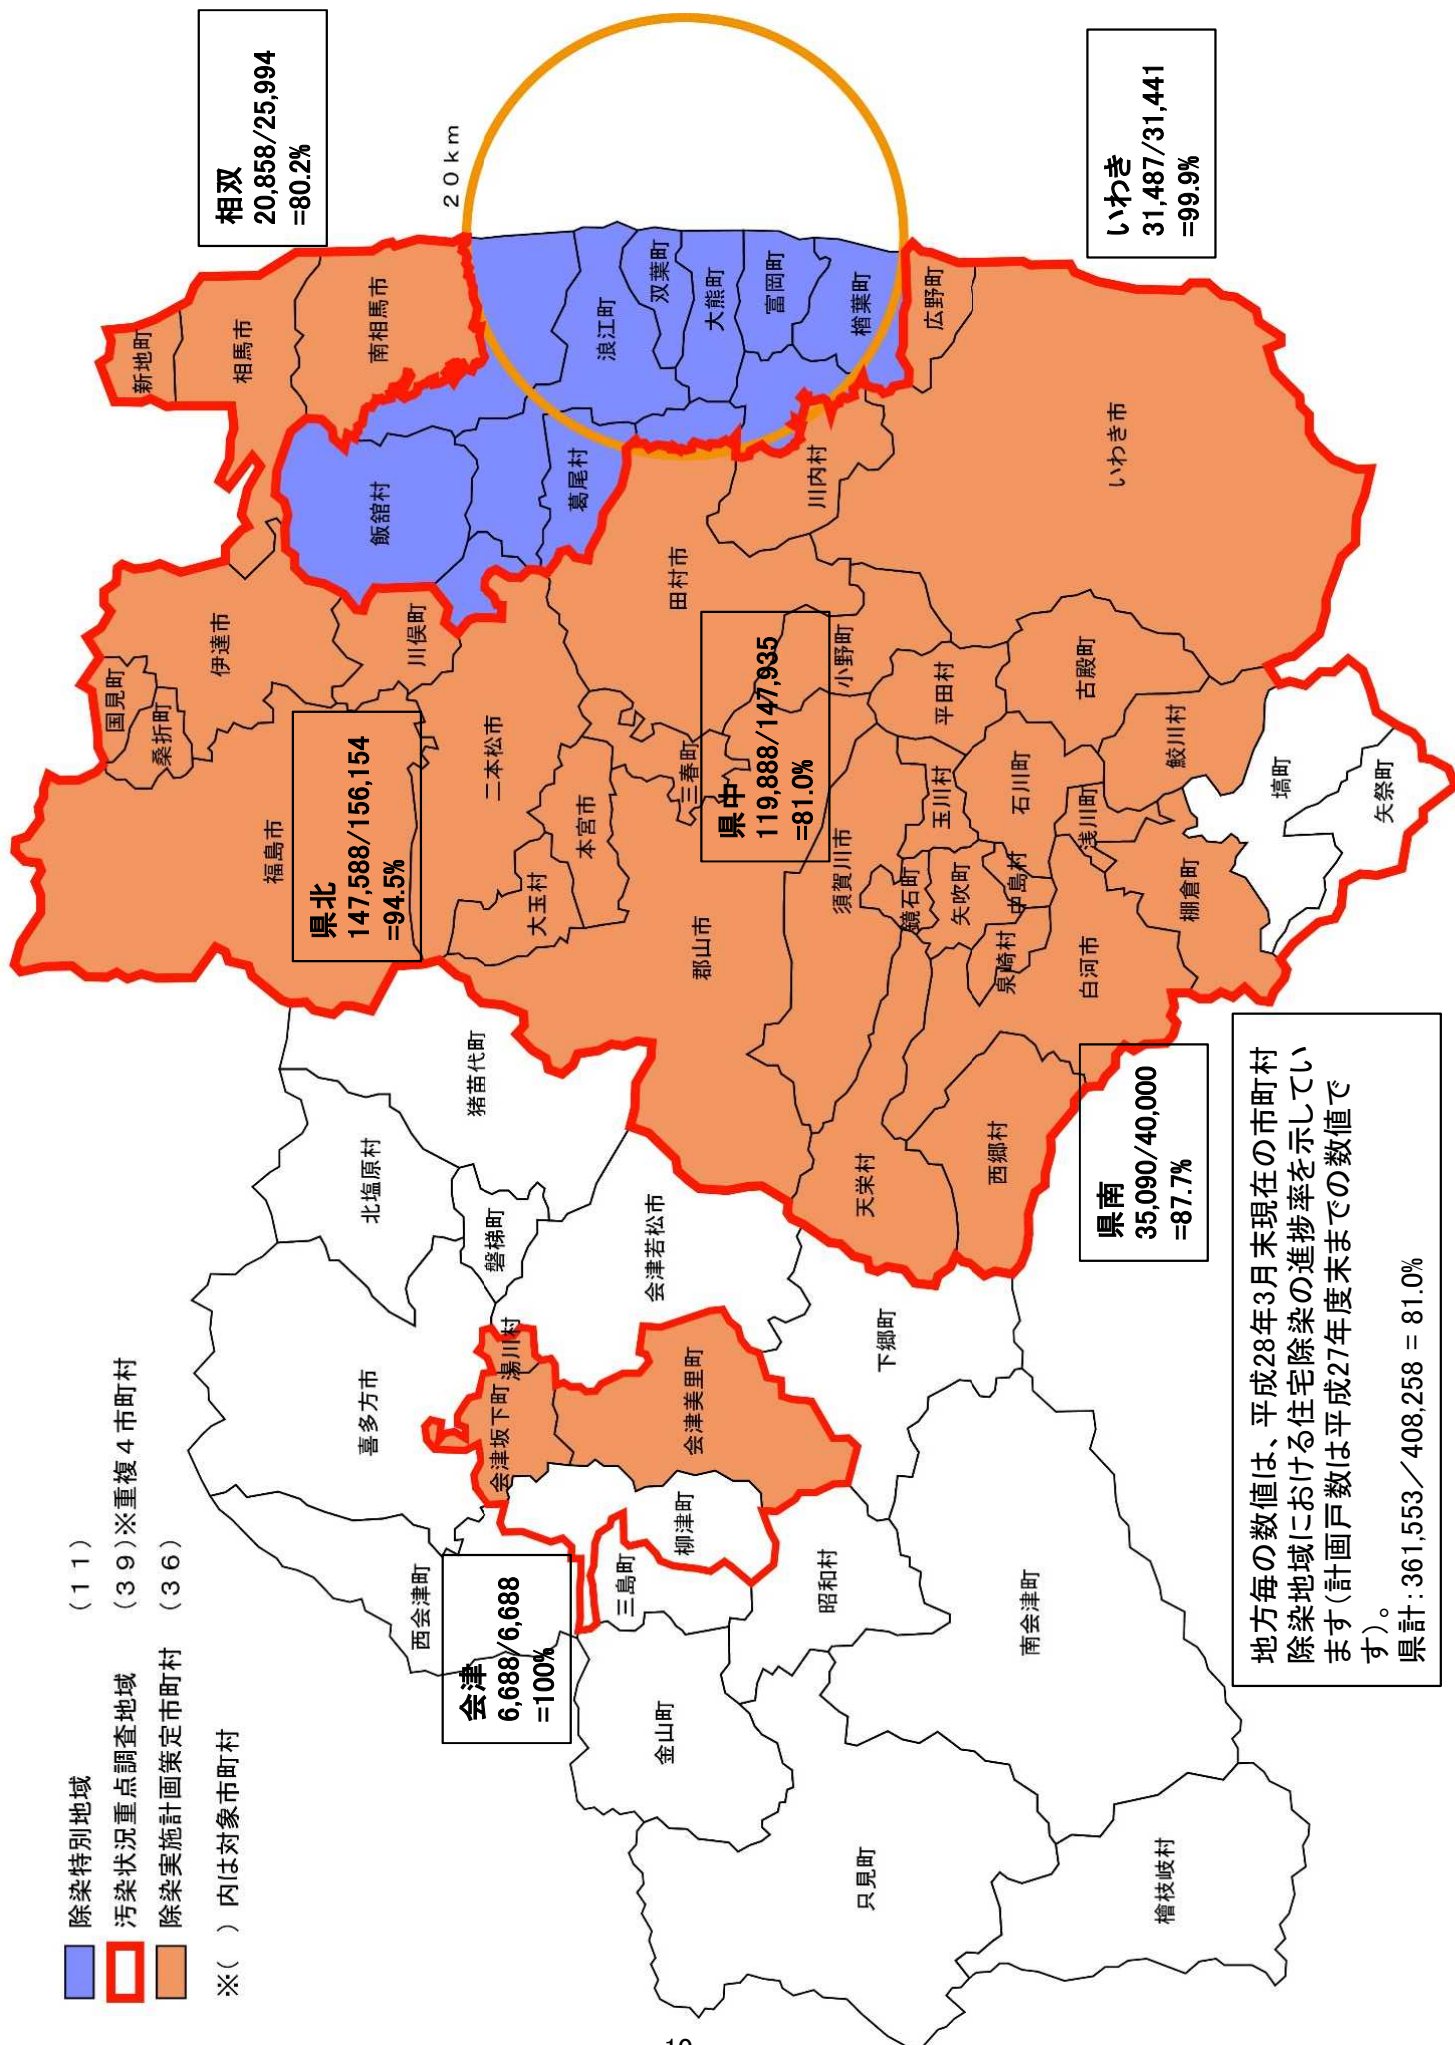 除染特別地域 (11)
汚染状況重点調査地域 (39)※重複4市町村
除染実施計画策定市町村 (36)
※( )内は対象市町村
相双
20,858/25,994
=80.2%
20km
県北
147,588/156,154
=94.5%
会津
6,688/6,688
=100%
県中
119,888/147,935
=81.0%
いわき
31,487/31,441
=99.9%
県南
35,090/40,000
=87.7%
新地町
相馬市
南相馬市
国見町
桑折町
伊達市
福島市
飯舘村
川俣町
二本松市
大玉村
本宮市
浪江町
双葉町
大熊町
富岡町
楢葉町
広野町
葛尾村
川内村
田村市
三春町
小野町
郡山市
須賀川市
鏡石町
天栄村
平田村
玉川村
石川町
古殿町
浅川町
矢吹町
中島村
泉崎村
西郷村
白河市
棚倉町
鮫川村
塙町
矢祭町
いわき市
猪苗代町
北塩原村
磐梯町
喜多方市
会津若松市
湯川村
会津坂下町
会津美里町
西会津町
柳津町
三島町
下郷町
昭和村
金山町
南会津町
只見町
檜枝岐村
地方毎の数値は、平成28年3月末現在の市町村
除染地域における住宅除染の進捗率を示してい
ます(計画戸数は平成27年度末までの数値で
す)。
県計:361,553/408,258 = 81.0%